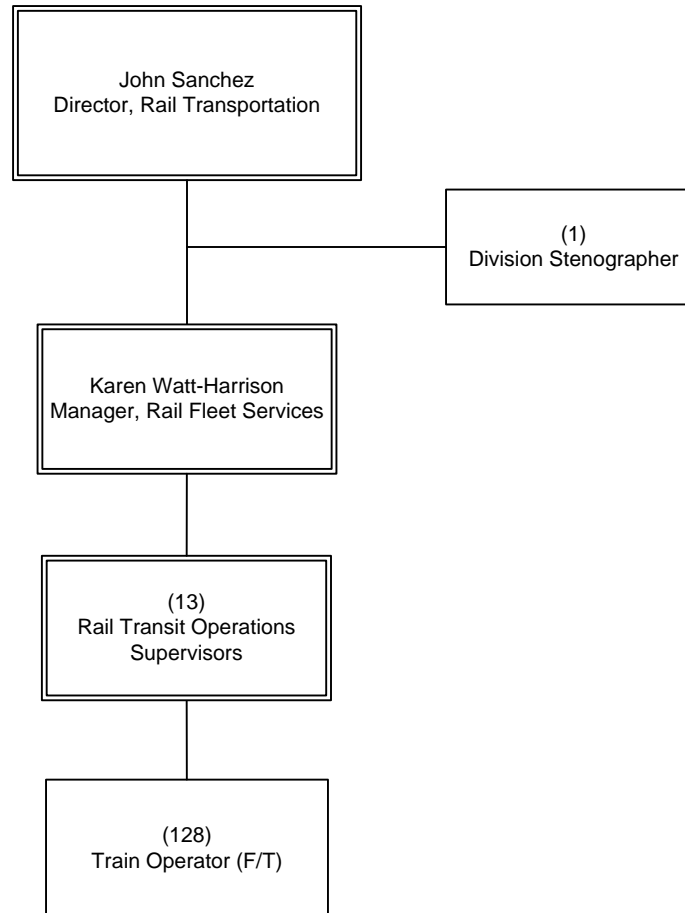 John Sanchez
Director, Rail Transportation
(1)
Division Stenographer
Karen Watt-Harrison
Manager, Rail Fleet Services
(13)
Rail Transit Operations
Supervisors
(128)
Train Operator (F/T)